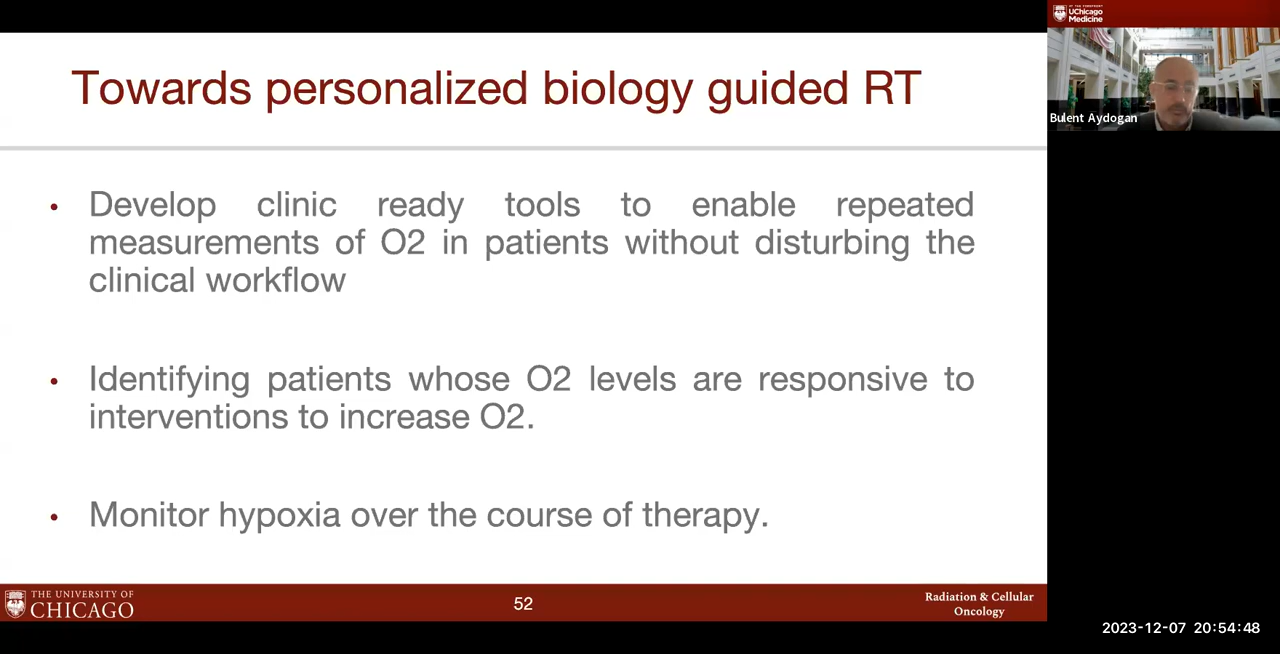 Towards personalized biology guided RT
• Develop clinic ready tools to enable repeated
measurements of O2 in patients without disturbing the
clinical workflow
• Identifying patients whose O2 levels are responsive to
interventions to increase O2.
• Monitor hypoxia over the course of therapy.
THE UNIVERSITY OF
CHICAGO
52
Radiation & Cellular
Oncology
UChicago
Medicine
Bulent Aydogan
2023-12-07 20:54:48